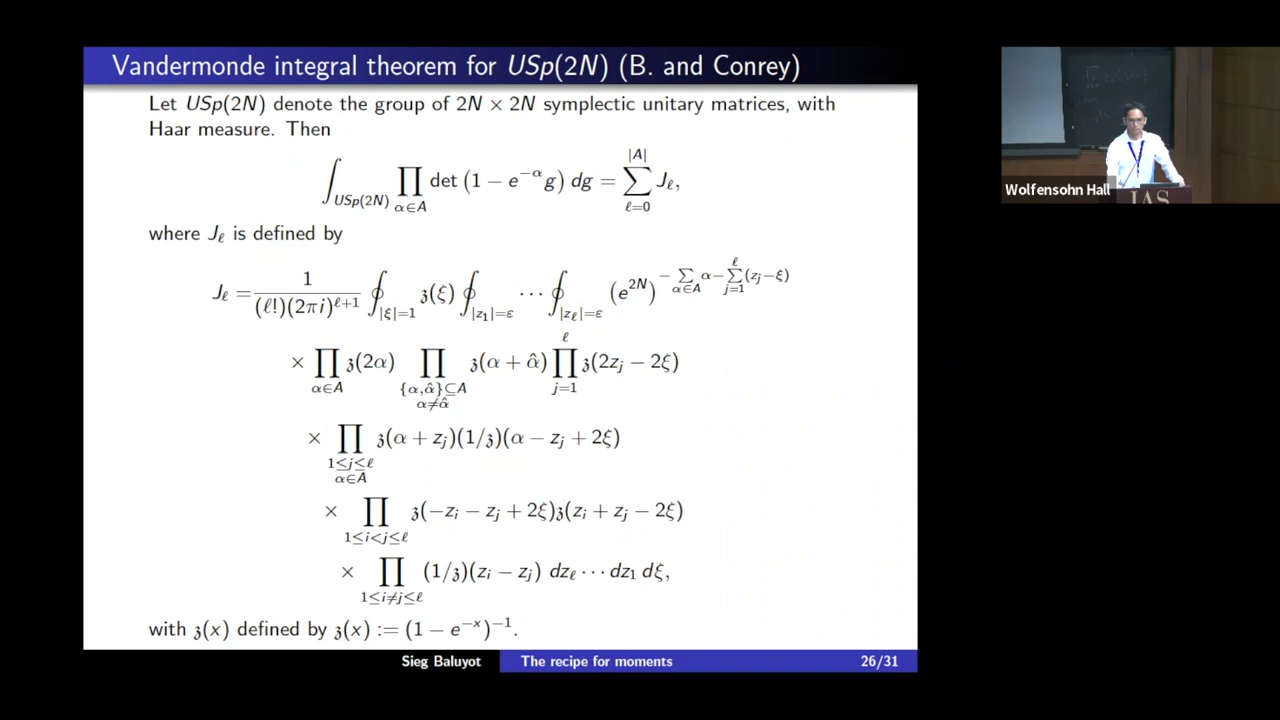 Vandermonde integral theorem for USp(2N) (B. and Conrey)
Let USp(2N) denote the group of 2N × 2N symplectic unitary matrices, with
Haar measure. Then
∫_{USp(2N)} ∏_{α∈A} det (1 − e^{−α} g) dg = ∑_{ℓ=0}^{|A|} J_ℓ,
where J_ℓ is defined by
J_ℓ = \frac{1}{(ℓ!)(2πi)^{ℓ+1}} ∮_{|ξ|=1} 𝔷(ξ) ∮_{|z_1|=ε} ⋯ ∮_{|z_ℓ|=ε} (e^{2N})^{−∑_{α∈A} α−∑_{j=1}^{ℓ}(z_j−ξ)}
× ∏_{α∈A} 𝔷(2α) ∏_{{α,α̂}⊆A α≠α̂} 𝔷(α + α̂) ∏_{j=1}^{ℓ} 𝔷(2z_j − 2ξ)
× ∏_{1≤j≤ℓ α∈A} 𝔷(α + z_j)(1/𝔷)(α − z_j + 2ξ)
× ∏_{1≤i<j≤ℓ} 𝔷(−z_i − z_j + 2ξ)𝔷(z_i + z_j − 2ξ)
× ∏_{1≤i≠j≤ℓ} (1/𝔷)(z_i − z_j) dz_ℓ ⋯ dz_1 dξ,
with 𝔷(x) defined by 𝔷(x) := (1 − e^{−x})^{−1}.
Sieg Baluyot The recipe for moments 26/31
Wolfensohn Hall
IAS